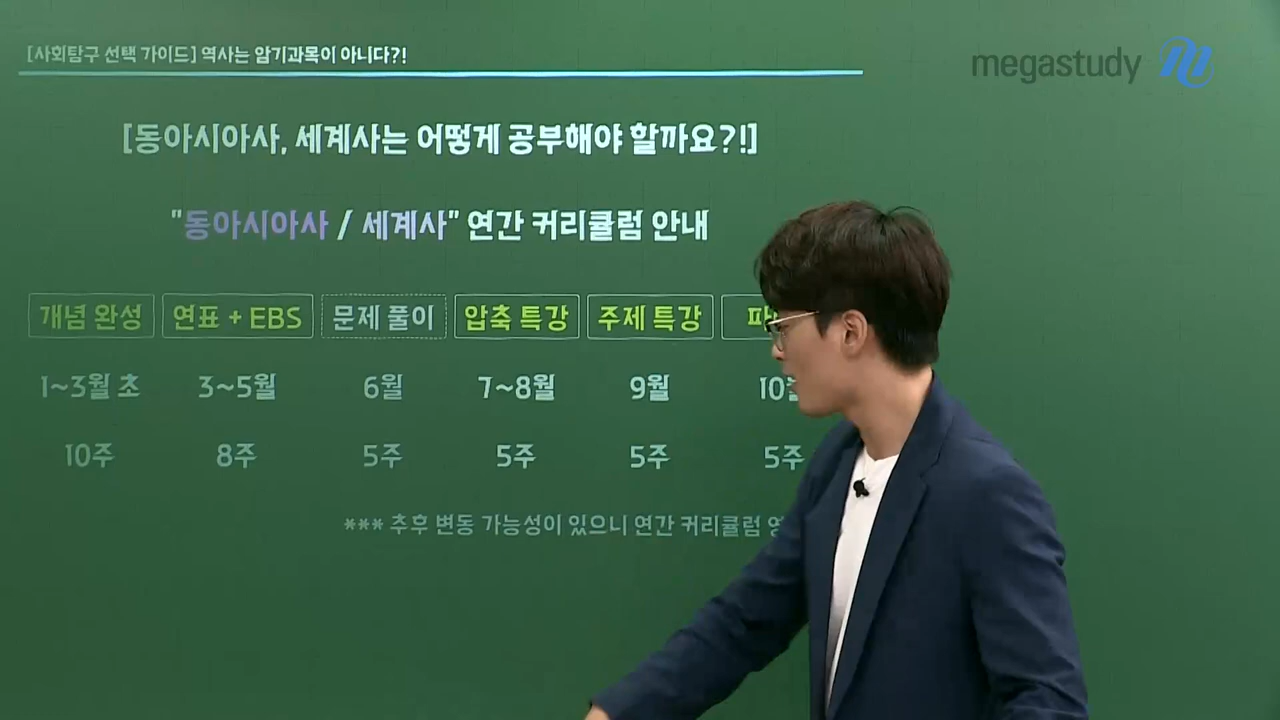 [사회탐구 선택 가이드] 역사는 암기과목이 아니다?!
megastudy
[동아시아사, 세계사는 어떻게 공부해야 할까요?!]
"동아시아사 / 세계사" 연간 커리큘럼 안내
개념 완성 연표 + EBS 문제 풀이 압축 특강 주제 특강
1~3월 초 3~5월 6월 7~8월 9월
10주 8주 5주 5주 5주 5주
*** 추후 변동 가능성이 있으니 연간 커리큘럼